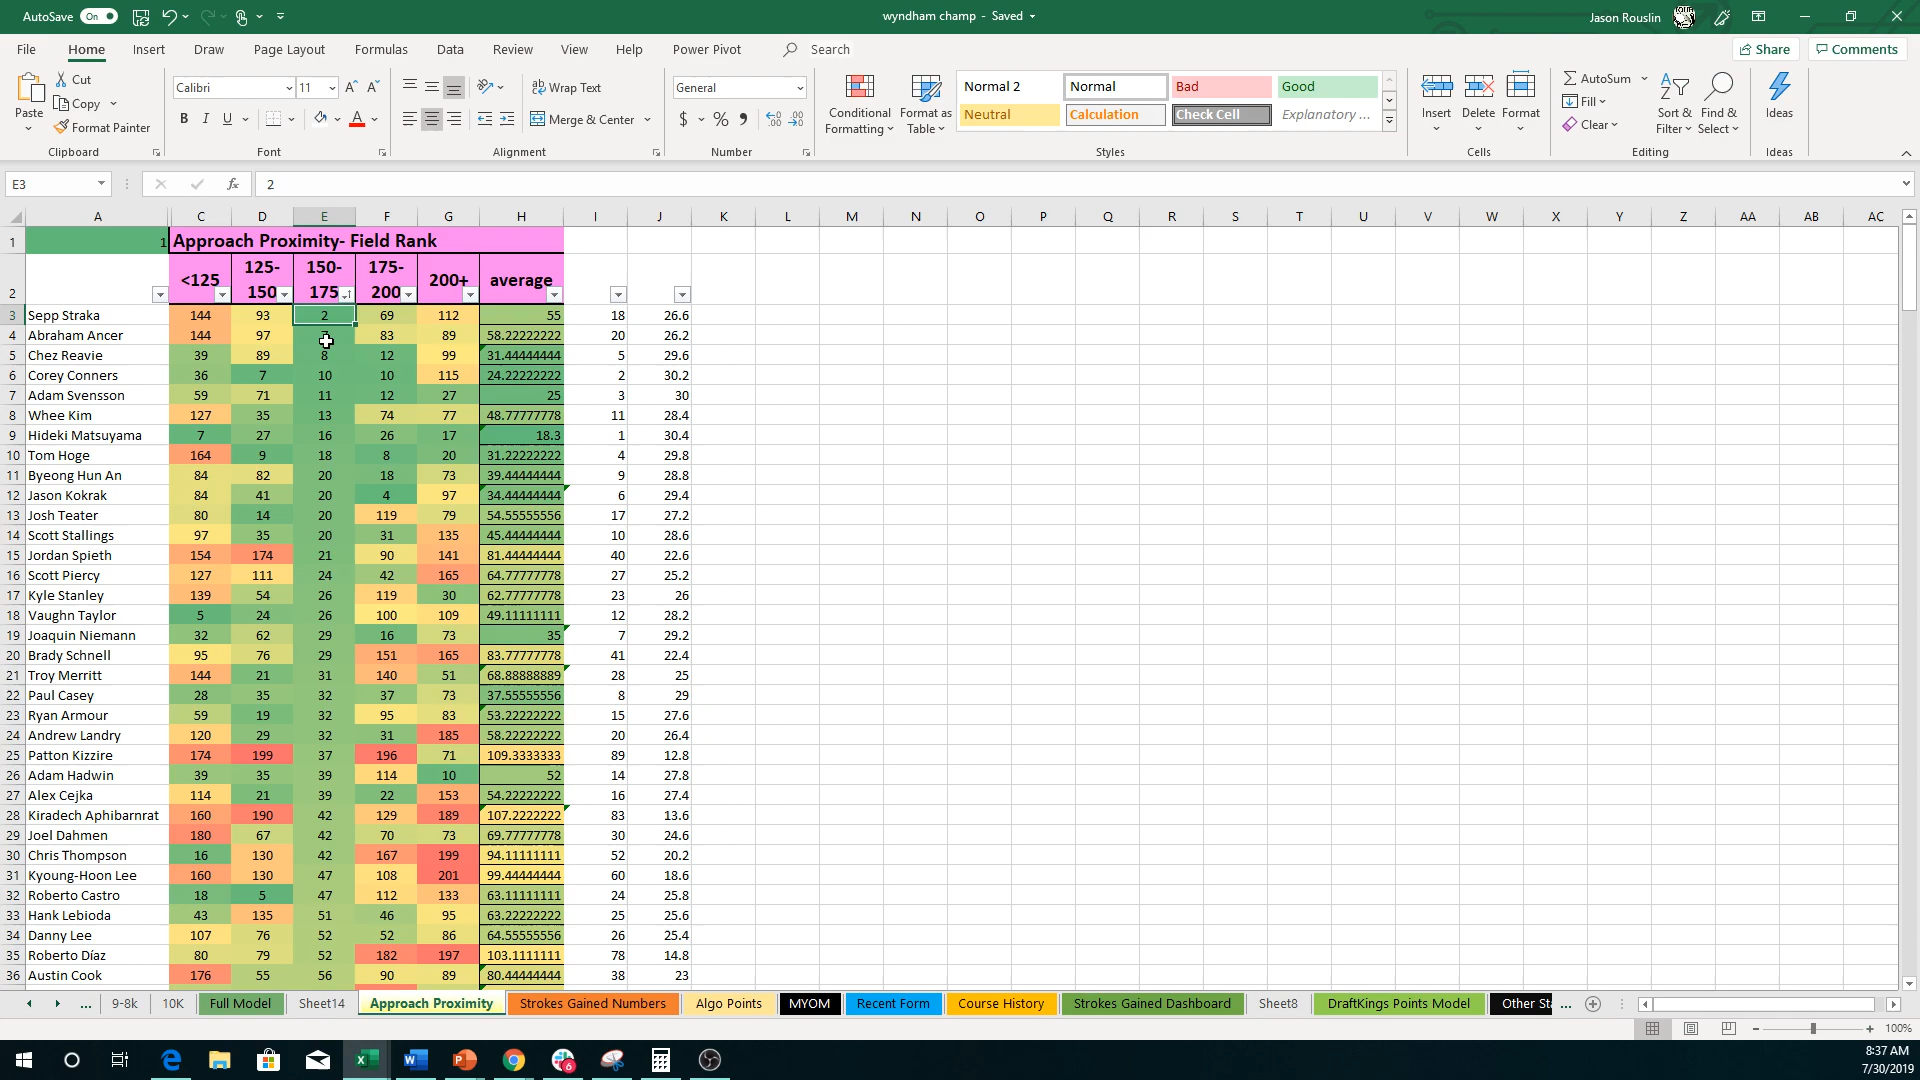 AutoSave On wyndham champ - Saved Jason Rouslin
File Home Insert Draw Page Layout Formulas Data Review View Help Power Pivot Search Share Comments
Paste Cut Copy Format Painter Calibri 11 Wrap Text Merge & Center General Conditional Formatting Format as Table Normal 2 Normal Bad Good Neutral Calculation Check Cell Explanatory ... Insert Delete Format AutoSum Fill Clear Sort & Filter Find & Select Ideas
Clipboard Font Alignment Number Styles Cells Editing Ideas
E3 fx 2
A C D E F G H I J K L M N O P Q R S T U V W X Y Z AA AB AC
1 1 Approach Proximity- Field Rank
2 <125 125-150 150-175 175-200 200+ average
3 Sepp Straka 144 93 2 69 112 55 18 26.6
4 Abraham Ancer 144 97 83 89 58.22222222 20 26.2
5 Chez Reavie 39 89 8 12 99 31.44444444 5 29.6
6 Corey Conners 36 7 10 10 115 24.22222222 2 30.2
7 Adam Svensson 59 71 11 12 27 25 3 30
8 Whee Kim 127 35 13 74 77 48.77777778 11 28.4
9 Hideki Matsuyama 7 27 16 26 17 18.3 1 30.4
10 Tom Hoge 164 9 18 8 20 31.22222222 4 29.8
11 Byeong Hun An 84 82 20 18 73 39.44444444 9 28.8
12 Jason Kokrak 84 41 20 4 97 34.44444444 6 29.4
13 Josh Teater 80 14 20 119 79 54.55555556 17 27.2
14 Scott Stallings 97 35 20 31 135 45.44444444 10 28.6
15 Jordan Spieth 154 174 21 90 141 81.44444444 40 22.6
16 Scott Piercy 127 111 24 42 165 64.77777778 27 25.2
17 Kyle Stanley 139 54 26 119 30 62.77777778 23 26
18 Vaughn Taylor 5 24 26 100 109 49.11111111 12 28.2
19 Joaquin Niemann 32 62 29 16 73 35 7 29.2
20 Brady Schnell 95 76 29 151 165 83.77777778 41 22.4
21 Troy Merritt 144 21 31 140 51 68.88888889 28 25
22 Paul Casey 28 35 32 37 73 37.55555556 8 29
23 Ryan Armour 59 19 32 95 83 53.22222222 15 27.6
24 Andrew Landry 120 29 32 31 185 58.22222222 20 26.4
25 Patton Kizzire 174 199 37 196 71 109.3333333 89 12.8
26 Adam Hadwin 39 35 39 114 10 52 14 27.8
27 Alex Cejka 114 21 39 22 153 54.22222222 16 27.4
28 Kiradech Aphibarnrat 160 190 42 129 189 107.2222222 83 13.6
29 Joel Dahmen 180 67 42 70 73 69.77777778 30 24.6
30 Chris Thompson 16 130 42 167 199 94.11111111 52 20.2
31 Kyoung-Hoon Lee 160 130 47 108 201 99.44444444 60 18.6
32 Roberto Castro 18 5 47 112 133 63.11111111 24 25.8
33 Hank Lebioda 43 135 51 46 95 63.22222222 25 25.6
34 Danny Lee 107 76 52 52 86 64.55555556 26 25.4
35 Roberto Díaz 80 79 52 182 197 103.1111111 78 14.8
36 Austin Cook 176 55 56 90 89 80.44444444 38 23
... 9-8k 10K Full Model Sheet14 Approach Proximity Strokes Gained Numbers Algo Points MYOM Recent Form Course History Strokes Gained Dashboard Sheet8 DraftKings Points Model Other Sta ...
100%
6
8:37 AM
7/30/2019